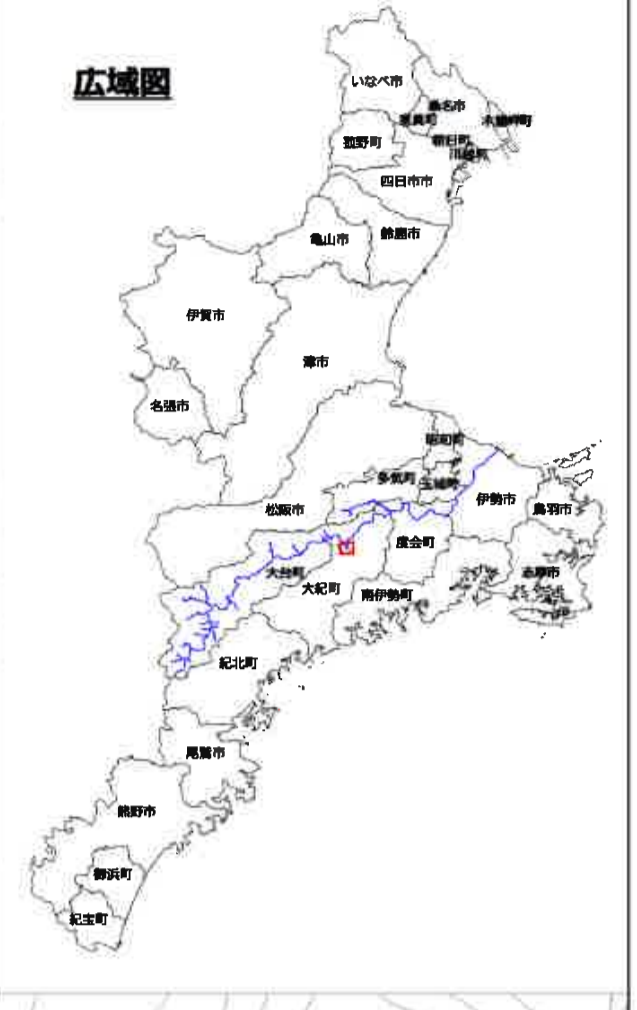 広域図
いなべ市
桑名市
東員町
木曽岬町
菰野町
朝日町
川越町
四日市市
亀山市
鈴鹿市
伊賀市
津市
名張市
明和町
多気町
玉城町
伊勢市
松阪市
鳥羽市
度会町
大台町
志摩市
大紀町
南伊勢町
紀北町
尾鷲市
熊野市
御浜町
紀宝町